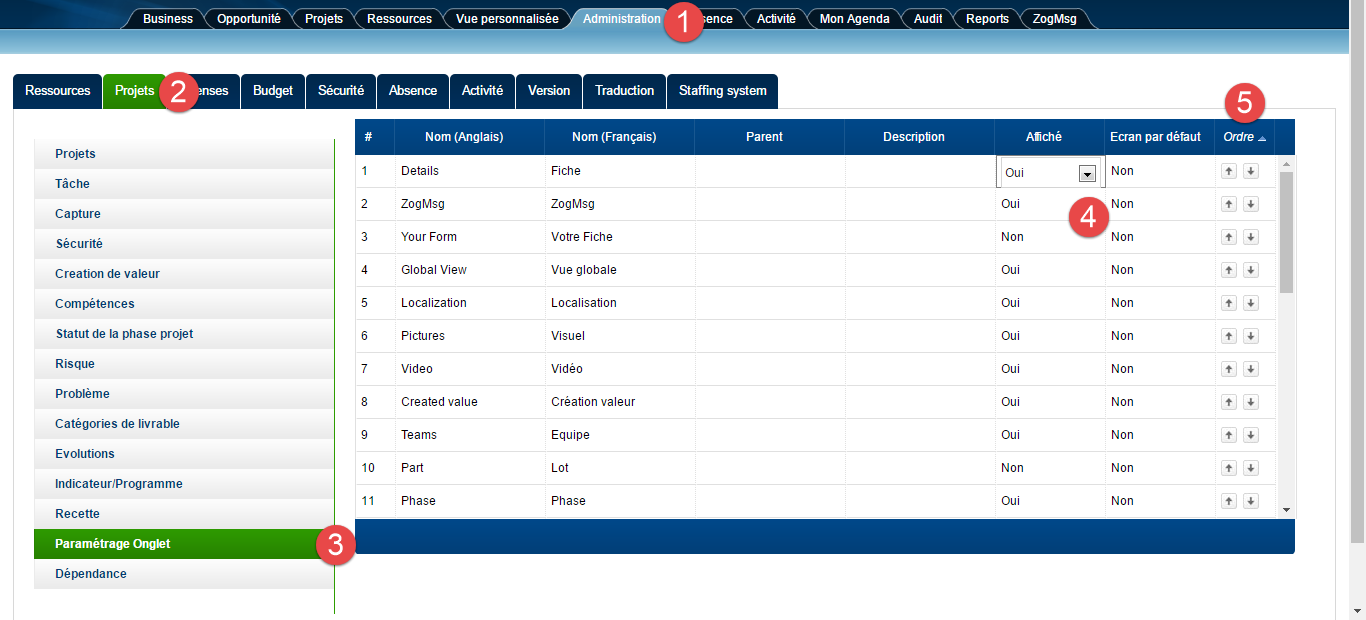 Business Opportunité Projets Ressources Vue personnalisée Administration 1 sence Activité Mon Agenda Audit Reports ZogMsg
Ressources Projets 2 enses Budget Sécurité Absence Activité Version Traduction Staffing system
5
# Nom (Anglais) Nom (Français) Parent Description Affiché Ecran par défaut Ordre
Projets
Tâche
Capture
Sécurité
Creation de valeur
Compétences
Statut de la phase projet
Risque
Problème
Catégories de livrable
Evolutions
Indicateur/Programme
Recette
Paramétrage Onglet 3
Dépendance
1 Details Fiche Oui Non
2 ZogMsg ZogMsg Oui Non
4
3 Your Form Votre Fiche Non Non
4 Global View Vue globale Oui Non
5 Localization Localisation Oui Non
6 Pictures Visuel Oui Non
7 Video Vidéo Oui Non
8 Created value Création valeur Oui Non
9 Teams Equipe Oui Non
10 Part Lot Non Non
11 Phase Phase Oui Non